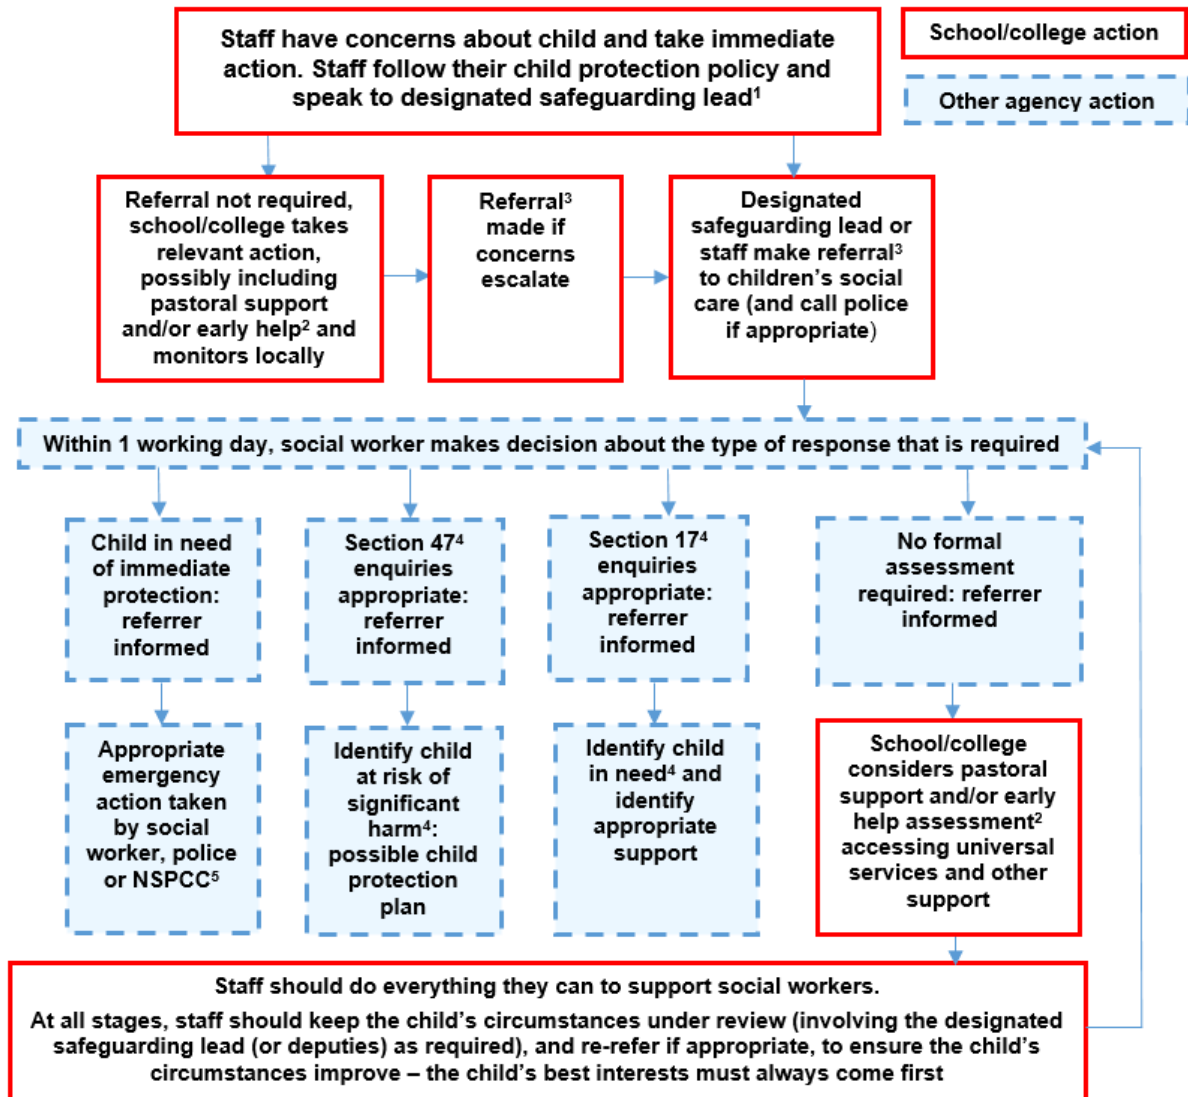 Staff have concerns about child and take immediate
action. Staff follow their child protection policy and
speak to designated safeguarding lead¹
School/college action
Other agency action
Referral not required,
school/college takes
relevant action,
possibly including
pastoral support
and/or early help² and
monitors locally
Referral³
made if
concerns
escalate
Designated
safeguarding lead or
staff make referral³
to children’s social
care (and call police
if appropriate)
Within 1 working day, social worker makes decision about the type of response that is required
Child in need
of immediate
protection:
referrer
informed
Section 47⁴
enquiries
appropriate:
referrer
informed
Section 17⁴
enquiries
appropriate:
referrer
informed
No formal
assessment
required: referrer
informed
Appropriate
emergency
action taken
by social
worker, police
or NSPCC⁵
Identify child
at risk of
significant
harm⁴:
possible child
protection
plan
Identify child
in need⁴ and
identify
appropriate
support
School/college
considers pastoral
support and/or early
help assessment²
accessing universal
services and other
support
Staff should do everything they can to support social workers.
At all stages, staff should keep the child’s circumstances under review (involving the designated
safeguarding lead (or deputies) as required), and re-refer if appropriate, to ensure the child’s
circumstances improve – the child’s best interests must always come first